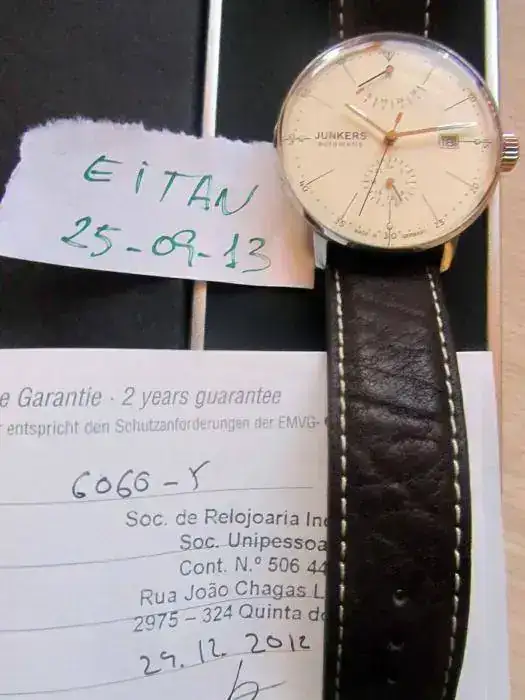 JUNKERS
automatic
EiTAN
25-09-13
Garantie · 2 years guarantee
entspricht den Schutzanforderungen der EMVG-
6066-5
Soc. de Relojoaria
Soc. Unipessoa
Cont. N.º 506 44
Rua João Chagas L
2975 – 324 Quinta do
29.12.2012